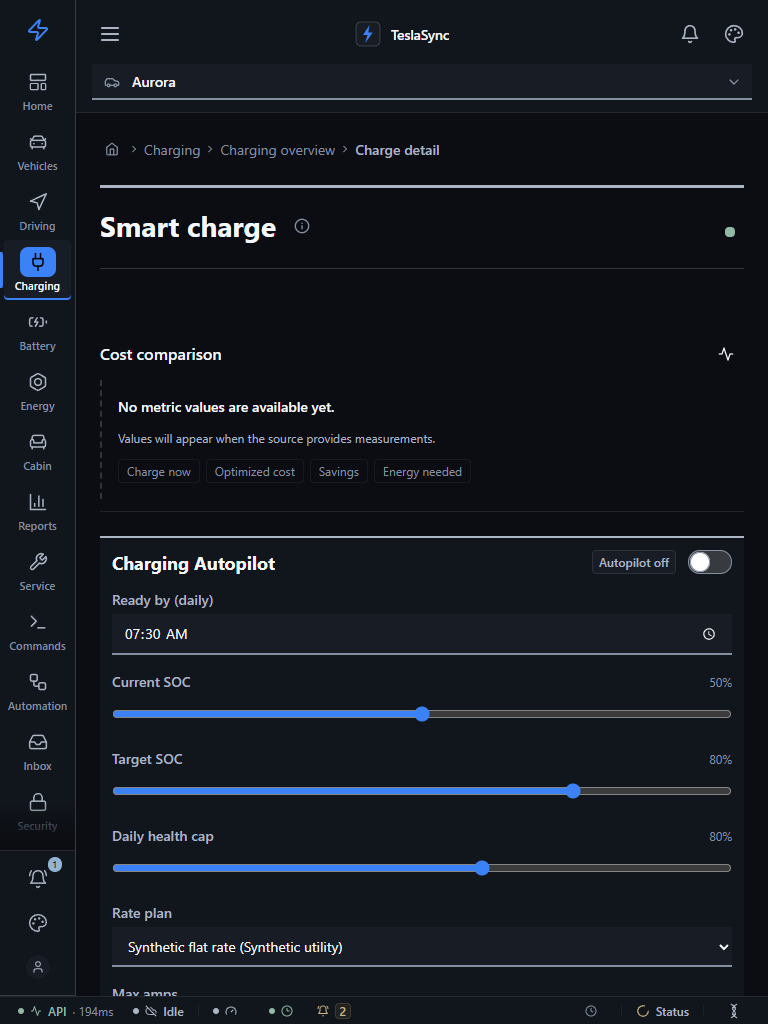 TeslaSync
Aurora
Home
Vehicles
Driving
Charging
Battery
Energy
Cabin
Reports
Service
Commands
Automation
Inbox
Security
1
Charging
Charging overview
Charge detail
Smart charge
Cost comparison
No metric values are available yet.
Values will appear when the source provides measurements.
Charge now
Optimized cost
Savings
Energy needed
Charging Autopilot
Autopilot off
Ready by (daily)
07:30 AM
Current SOC
50%
Target SOC
80%
Daily health cap
80%
Rate plan
Synthetic flat rate (Synthetic utility)
Max amps
API · 194ms
Idle
2
Status